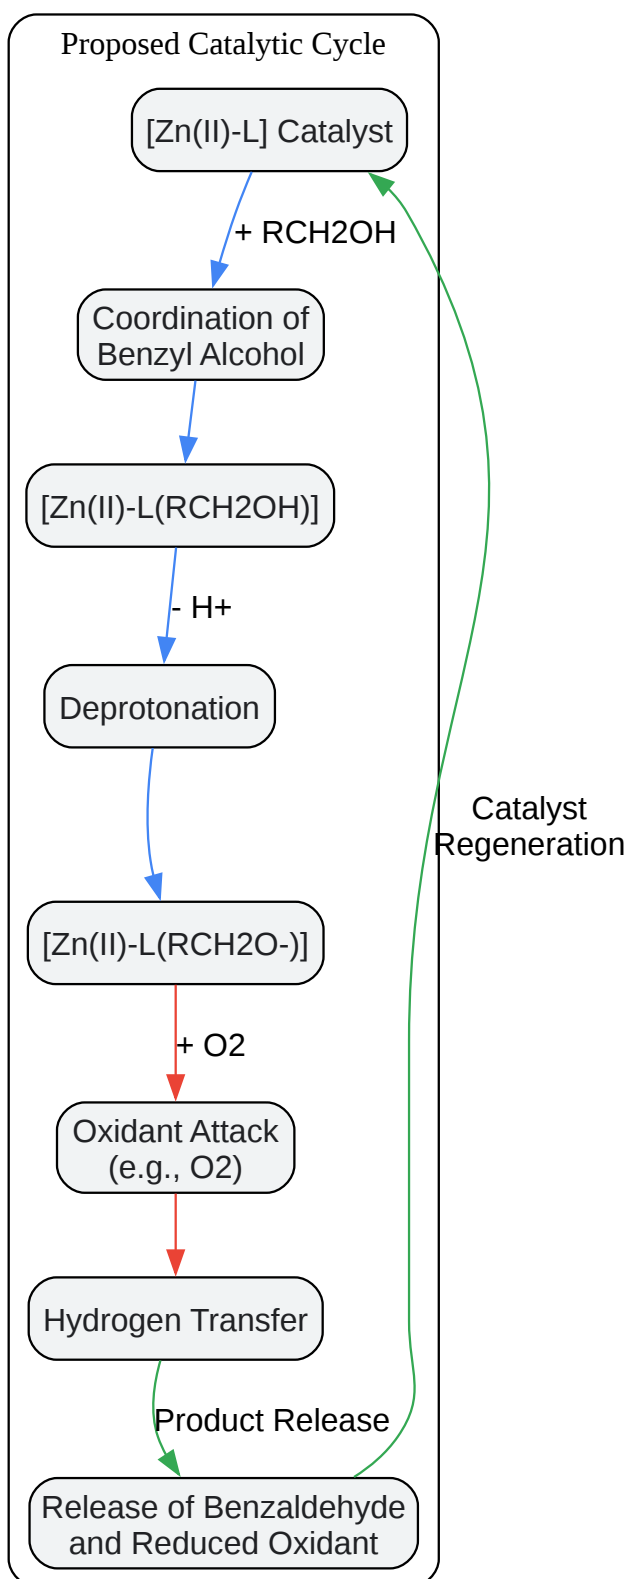 Proposed Catalytic Cycle
[Zn(II)-L] Catalyst
+ RCH2OH
Coordination of
Benzyl Alcohol
[Zn(II)-L(RCH2OH)]
- H+
Deprotonation
Catalyst
Regeneration
[Zn(II)-L(RCH2O-)]
+ O2
Oxidant Attack
(e.g., O2)
Hydrogen Transfer
Product Release
Release of Benzaldehyde
and Reduced Oxidant